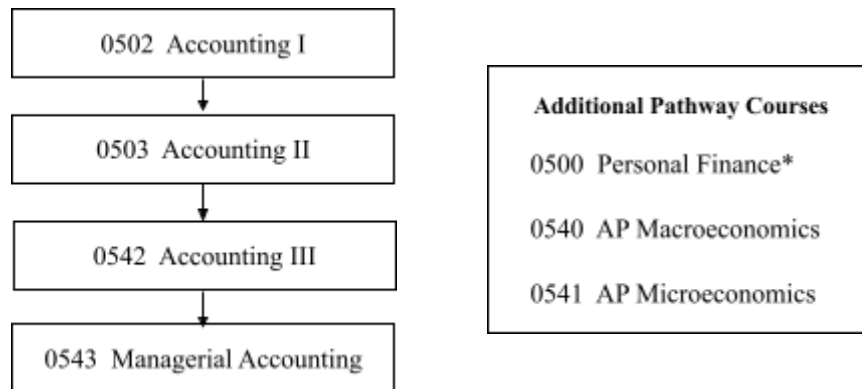 0502 Accounting I
0503 Accounting II
0542 Accounting III
0543 Managerial Accounting
Additional Pathway Courses
0500 Personal Finance*
0540 AP Macroeconomics
0541 AP Microeconomics